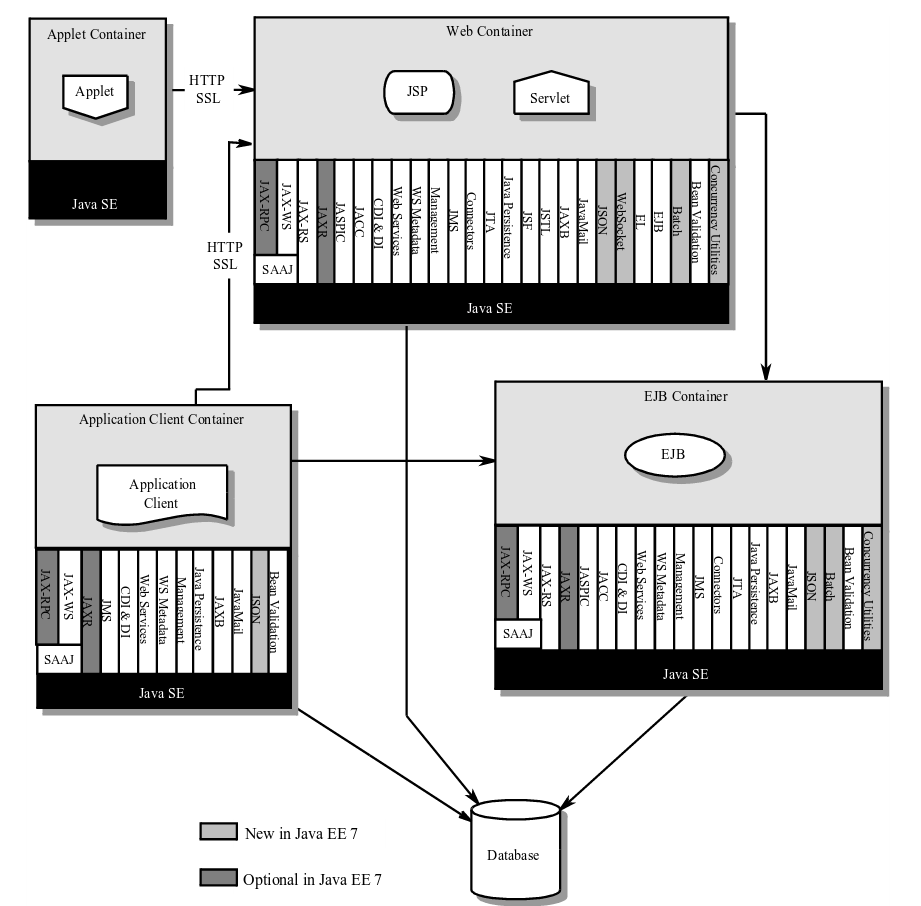 Applet Container
Applet
Java SE
HTTP
SSL
Web Container
JSP
Servlet
JAX-RPC
JAX-WS
SAAJ
JAX-RS
JAXR
JASPIC
JACC
CDI & DI
Web Services
WS Metadata
Management
JMS
Connectors
JTA
Java Persistence
JSF
JSTL
JAXB
JavaMail
JSON
WebSocket
EL
EJB
Batch
Bean Validation
Concurrency Utilities
Java SE
HTTP
SSL
Application Client Container
Application
Client
JAX-RPC
JAX-WS
SAAJ
JAXR
JMS
CDI & DI
Web Services
WS Metadata
Management
Java Persistence
JAXB
JavaMail
JSON
Bean Validation
Java SE
EJB Container
EJB
JAX-RPC
JAX-WS
SAAJ
JAX-RS
JAXR
JASPIC
JACC
CDI & DI
Web Services
WS Metadata
Management
JMS
Connectors
JTA
Java Persistence
JAXB
JavaMail
JSON
Batch
Bean Validation
Concurrency Utilities
Java SE
Database
New in Java EE 7
Optional in Java EE 7